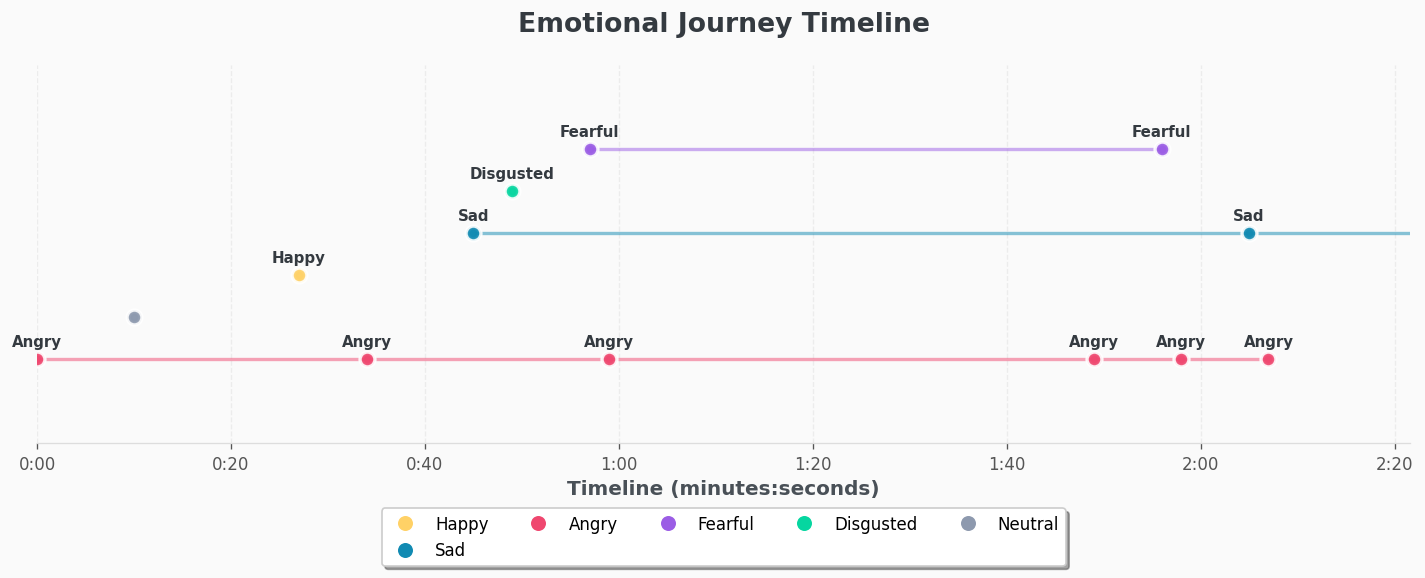 Emotional Journey Timeline
Fearful Fearful
Disgusted
Sad Sad
Happy
Angry Angry Angry Angry Angry Angry
0:00 0:20 0:40 1:00 1:20 1:40 2:00 2:20
Timeline (minutes:seconds)
Happy Angry Fearful Disgusted Neutral
Sad